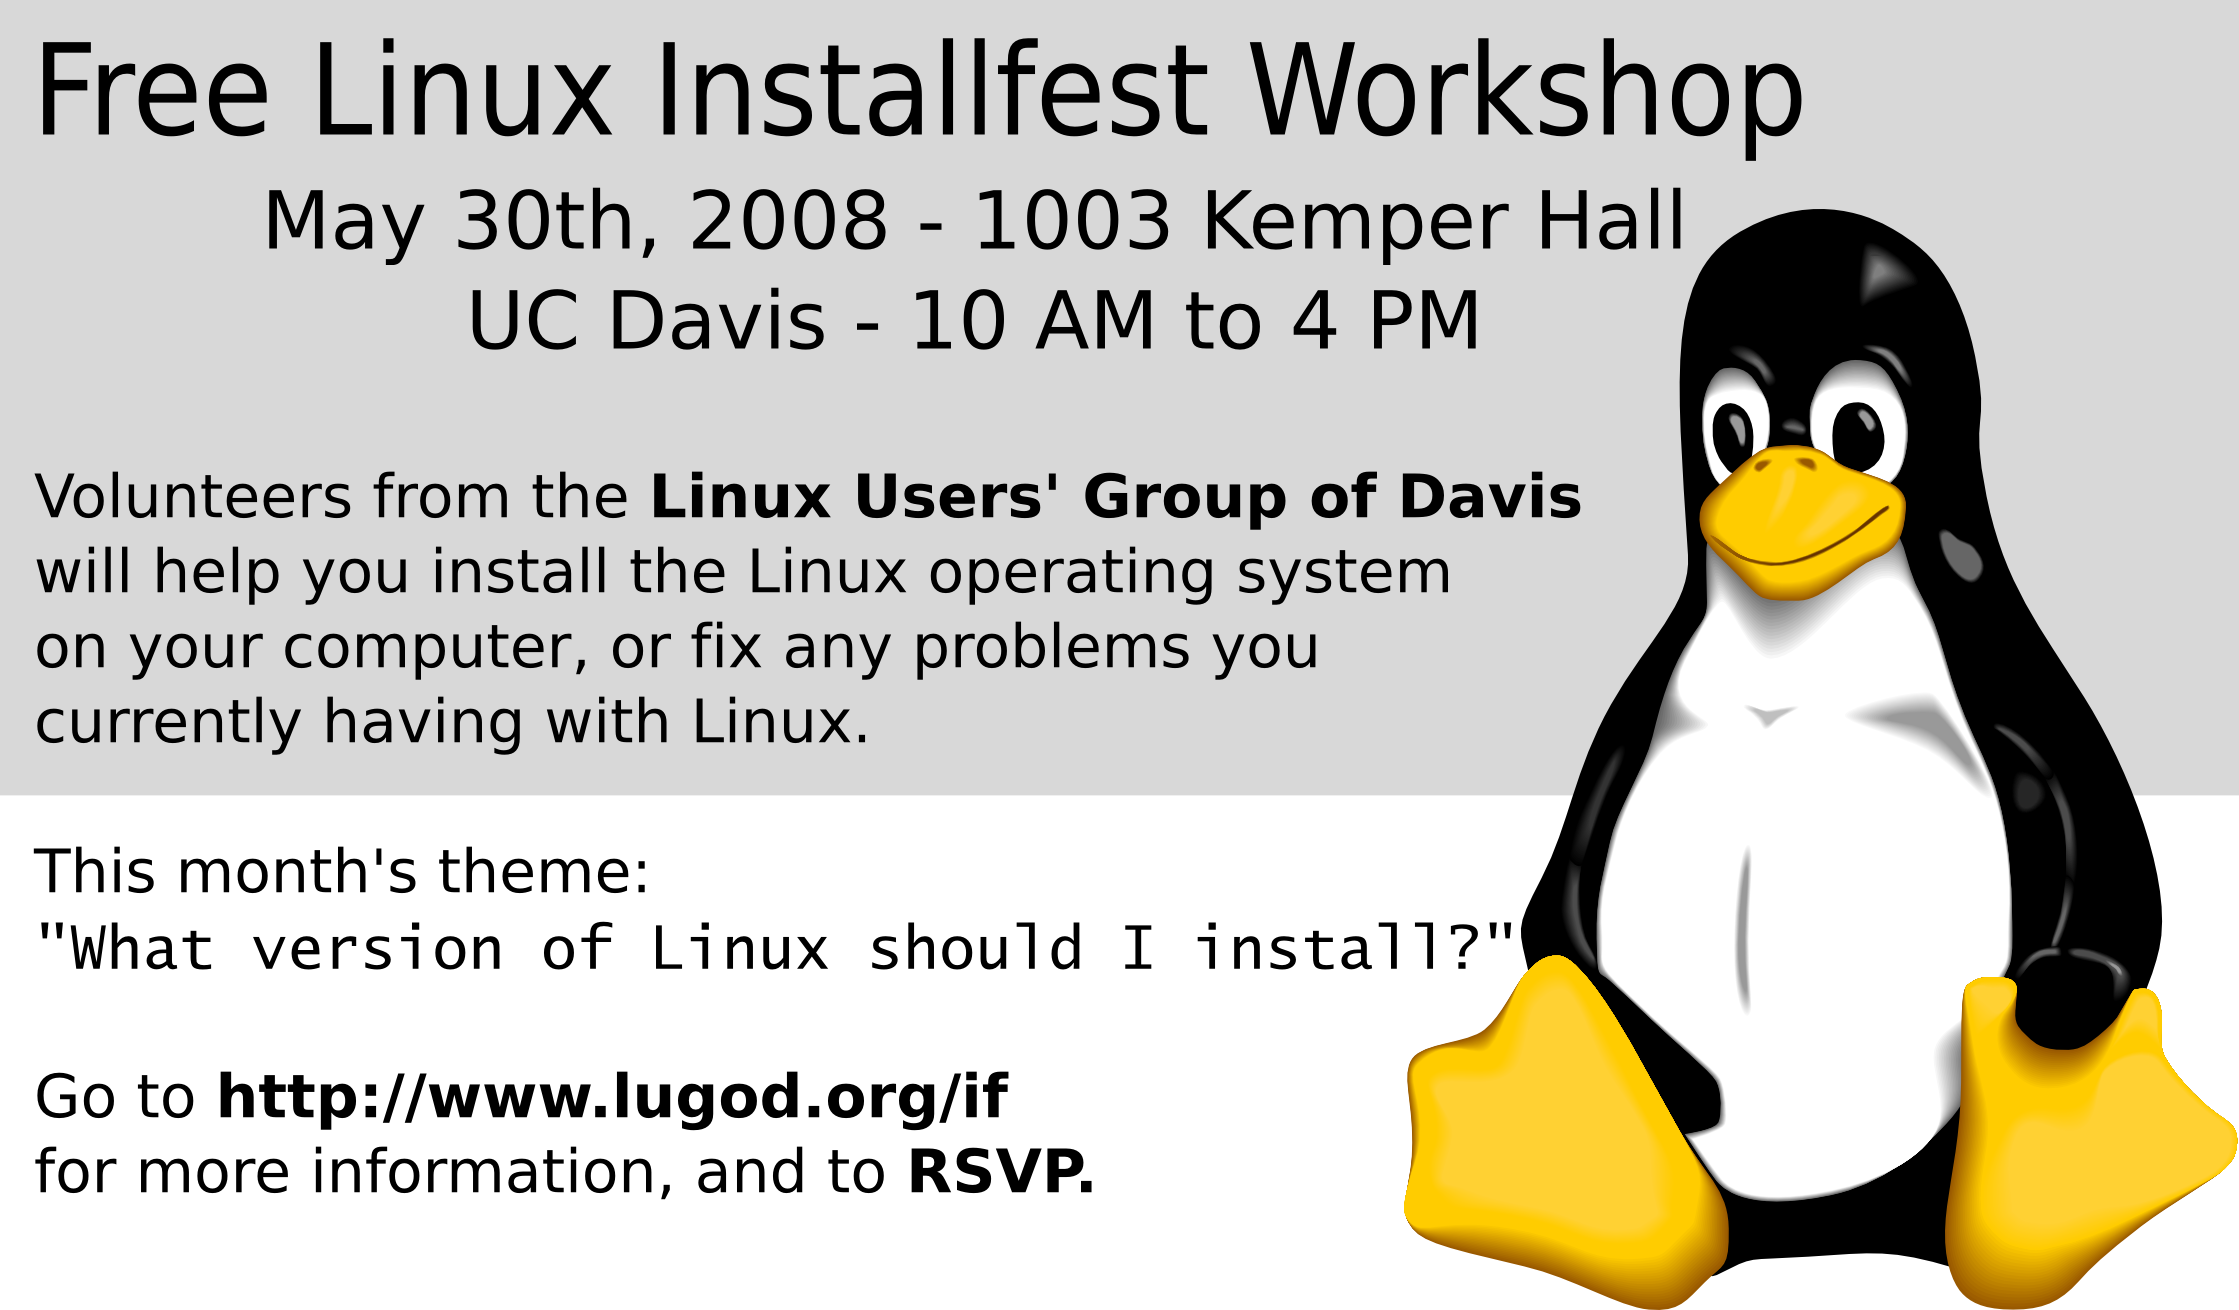 Free Linux Installfest Workshop
May 30th, 2008 - 1003 Kemper Hall
UC Davis - 10 AM to 4 PM
Volunteers from the Linux Users' Group of Davis
will help you install the Linux operating system
on your computer, or fix any problems you
currently having with Linux.
This month's theme:
"What version of Linux should I install?"
Go to http://www.lugod.org/if
for more information, and to RSVP.